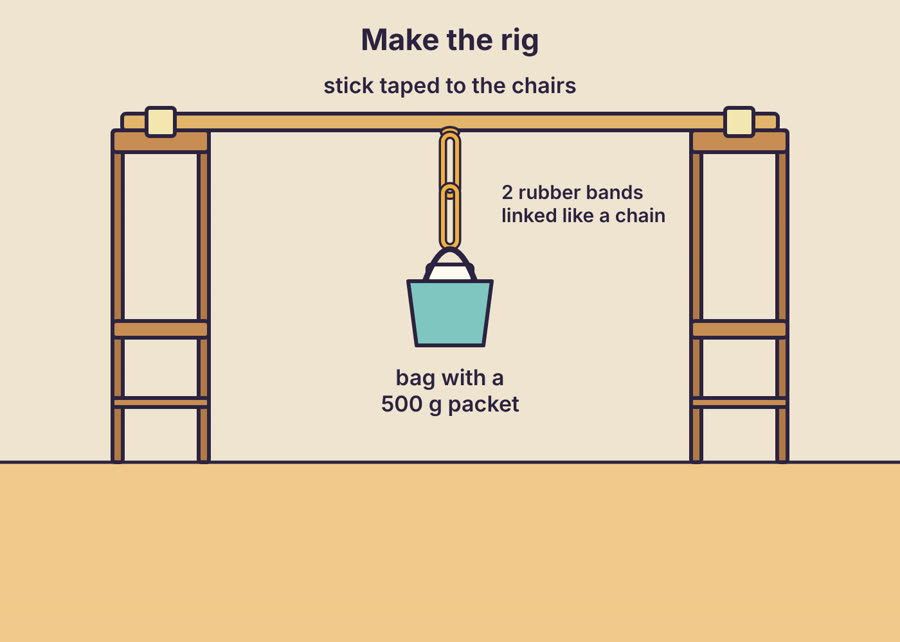 Make the rig
stick taped to the chairs
2 rubber bands
linked like a chain
bag with a
500 g packet